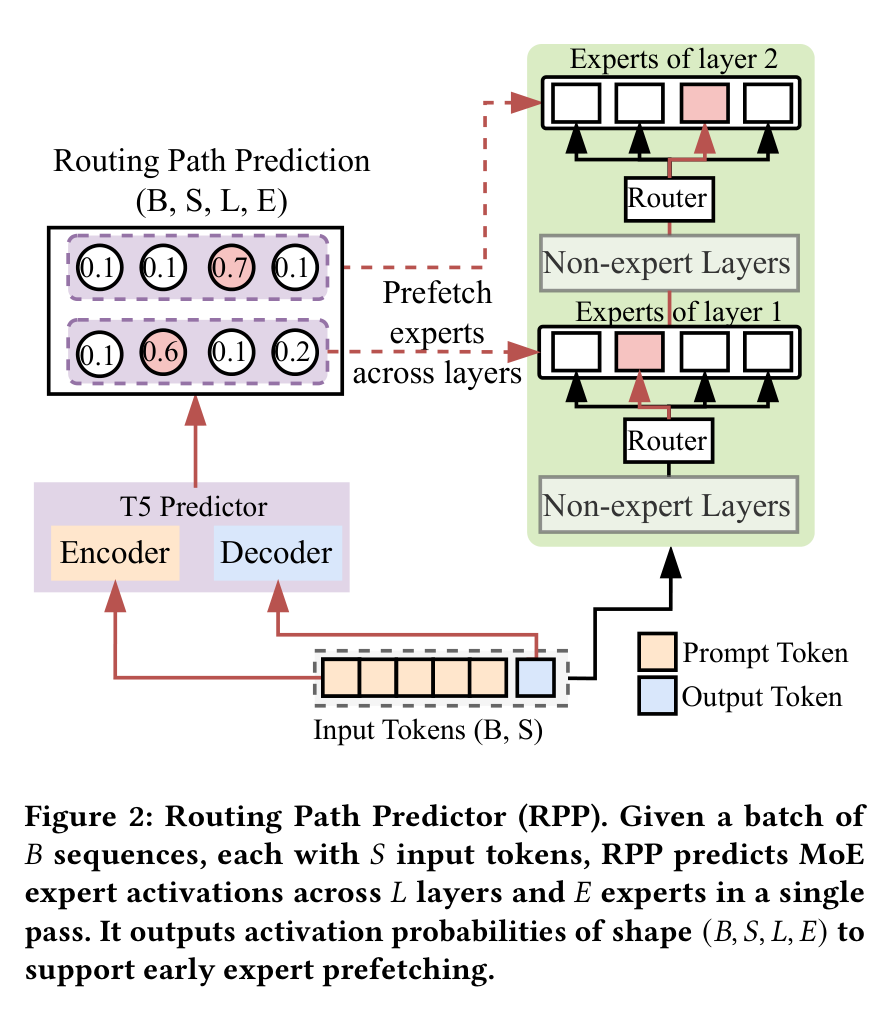 Experts of layer 2
Routing Path Prediction
(B, S, L, E)
Router
0.1 0.1 0.7 0.1
Non-expert Layers
Prefetch
experts
across layers
Experts of layer 1
0.1 0.6 0.1 0.2
Router
T5 Predictor
Non-expert Layers
Encoder
Decoder
Prompt Token
Output Token
Input Tokens (B, S)
Figure 2: Routing Path Predictor (RPP). Given a batch of
B sequences, each with S input tokens, RPP predicts MoE
expert activations across L layers and E experts in a single
pass. It outputs activation probabilities of shape (B, S, L, E) to
support early expert prefetching.